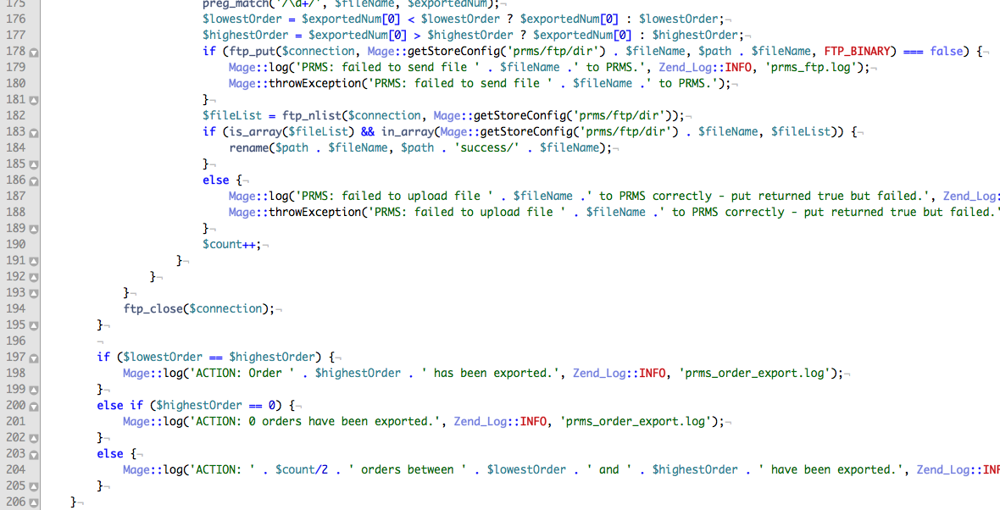 175 preg_match('/\d+/', $fileName, $exportedNum);¬
176 $lowestOrder = $exportedNum[0] < $lowestOrder ? $exportedNum[0] : $lowestOrder;¬
177 $highestOrder = $exportedNum[0] > $highestOrder ? $exportedNum[0] : $highestOrder;¬
178 if (ftp_put($connection, Mage::getStoreConfig('prms/ftp/dir') . $fileName, $path . $fileName, FTP_BINARY) === false) {¬
179 Mage::log('PRMS: failed to send file ' . $fileName .' to PRMS.', Zend_Log::INFO, 'prms_ftp.log');¬
180 Mage::throwException('PRMS: failed to send file ' . $fileName .' to PRMS.');¬
181 }¬
182 $fileList = ftp_nlist($connection, Mage::getStoreConfig('prms/ftp/dir'));¬
183 if (is_array($fileList) && in_array(Mage::getStoreConfig('prms/ftp/dir') . $fileName, $fileList)) {¬
184 rename($path . $fileName, $path . 'success/' . $fileName);¬
185 }¬
186 else {¬
187 Mage::log('PRMS: failed to upload file ' . $fileName .' to PRMS correctly - put returned true but failed.', Zend_Log:
188 Mage::throwException('PRMS: failed to upload file ' . $fileName .' to PRMS correctly - put returned true but failed.'
189 }¬
190 $count++;¬
191 }¬
192 }¬
193 }¬
194 ftp_close($connection);¬
195 }¬
196 ¬
197 if ($lowestOrder == $highestOrder) {¬
198 Mage::log('ACTION: Order ' . $highestOrder . ' has been exported.', Zend_Log::INFO, 'prms_order_export.log');¬
199 }¬
200 else if ($highestOrder == 0) {¬
201 Mage::log('ACTION: 0 orders have been exported.', Zend_Log::INFO, 'prms_order_export.log');¬
202 }¬
203 else {¬
204 Mage::log('ACTION: ' . $count/2 . ' orders between ' . $lowestOrder . ' and ' . $highestOrder . ' have been exported.', Zend_Log::INF
205 }¬
206 }¬